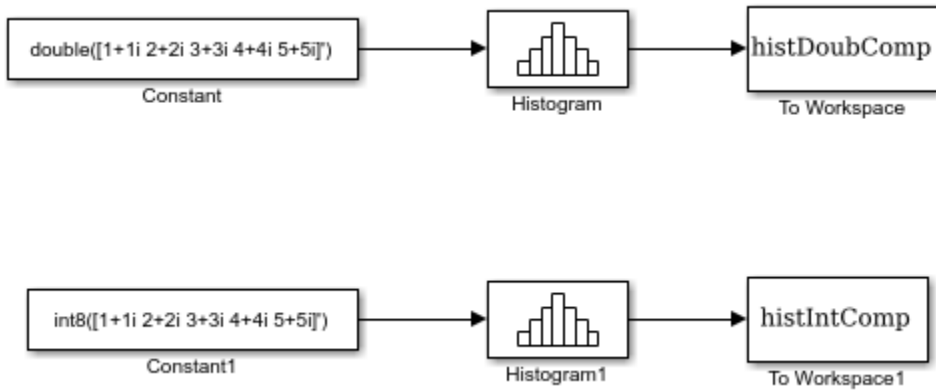 double([1+1i 2+2i 3+3i 4+4i 5+5i]')
Constant
Histogram
histDoubComp
To Workspace
int8([1+1i 2+2i 3+3i 4+4i 5+5i]')
Constant1
Histogram1
histIntComp
To Workspace1